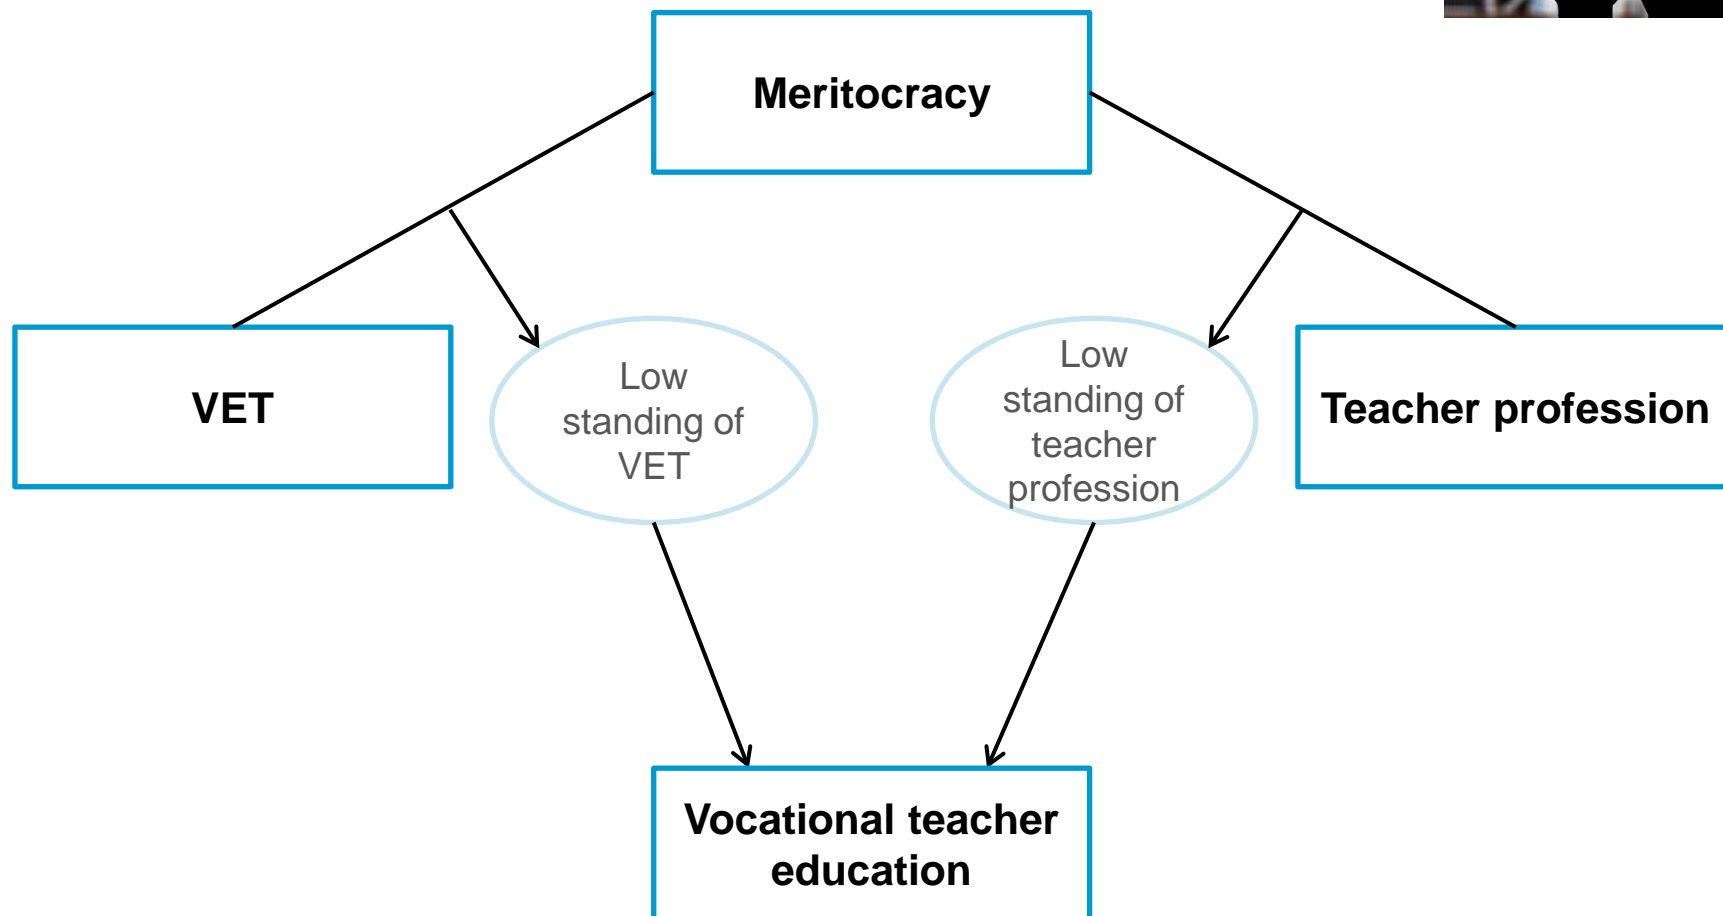 Meritocracy
VET
Low
standing of
VET
Low
standing of
teacher
profession
Teacher profession
Vocational teacher
education